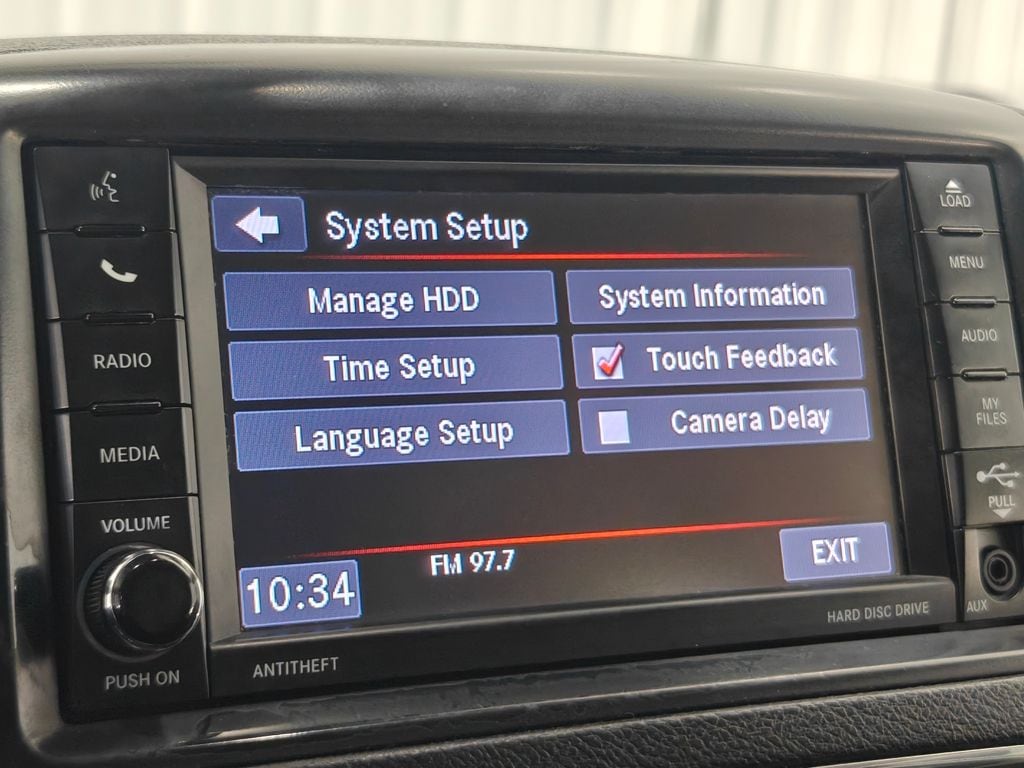 System Setup
Manage HDD
System Information
Time Setup
Touch Feedback
Language Setup
Camera Delay
FM 97.7
10:34
EXIT
RADIO
MEDIA
VOLUME
PUSH ON
ANTITHEFT
HARD DISC DRIVE
LOAD
MENU
AUDIO
MY
FILES
PULL
AUX